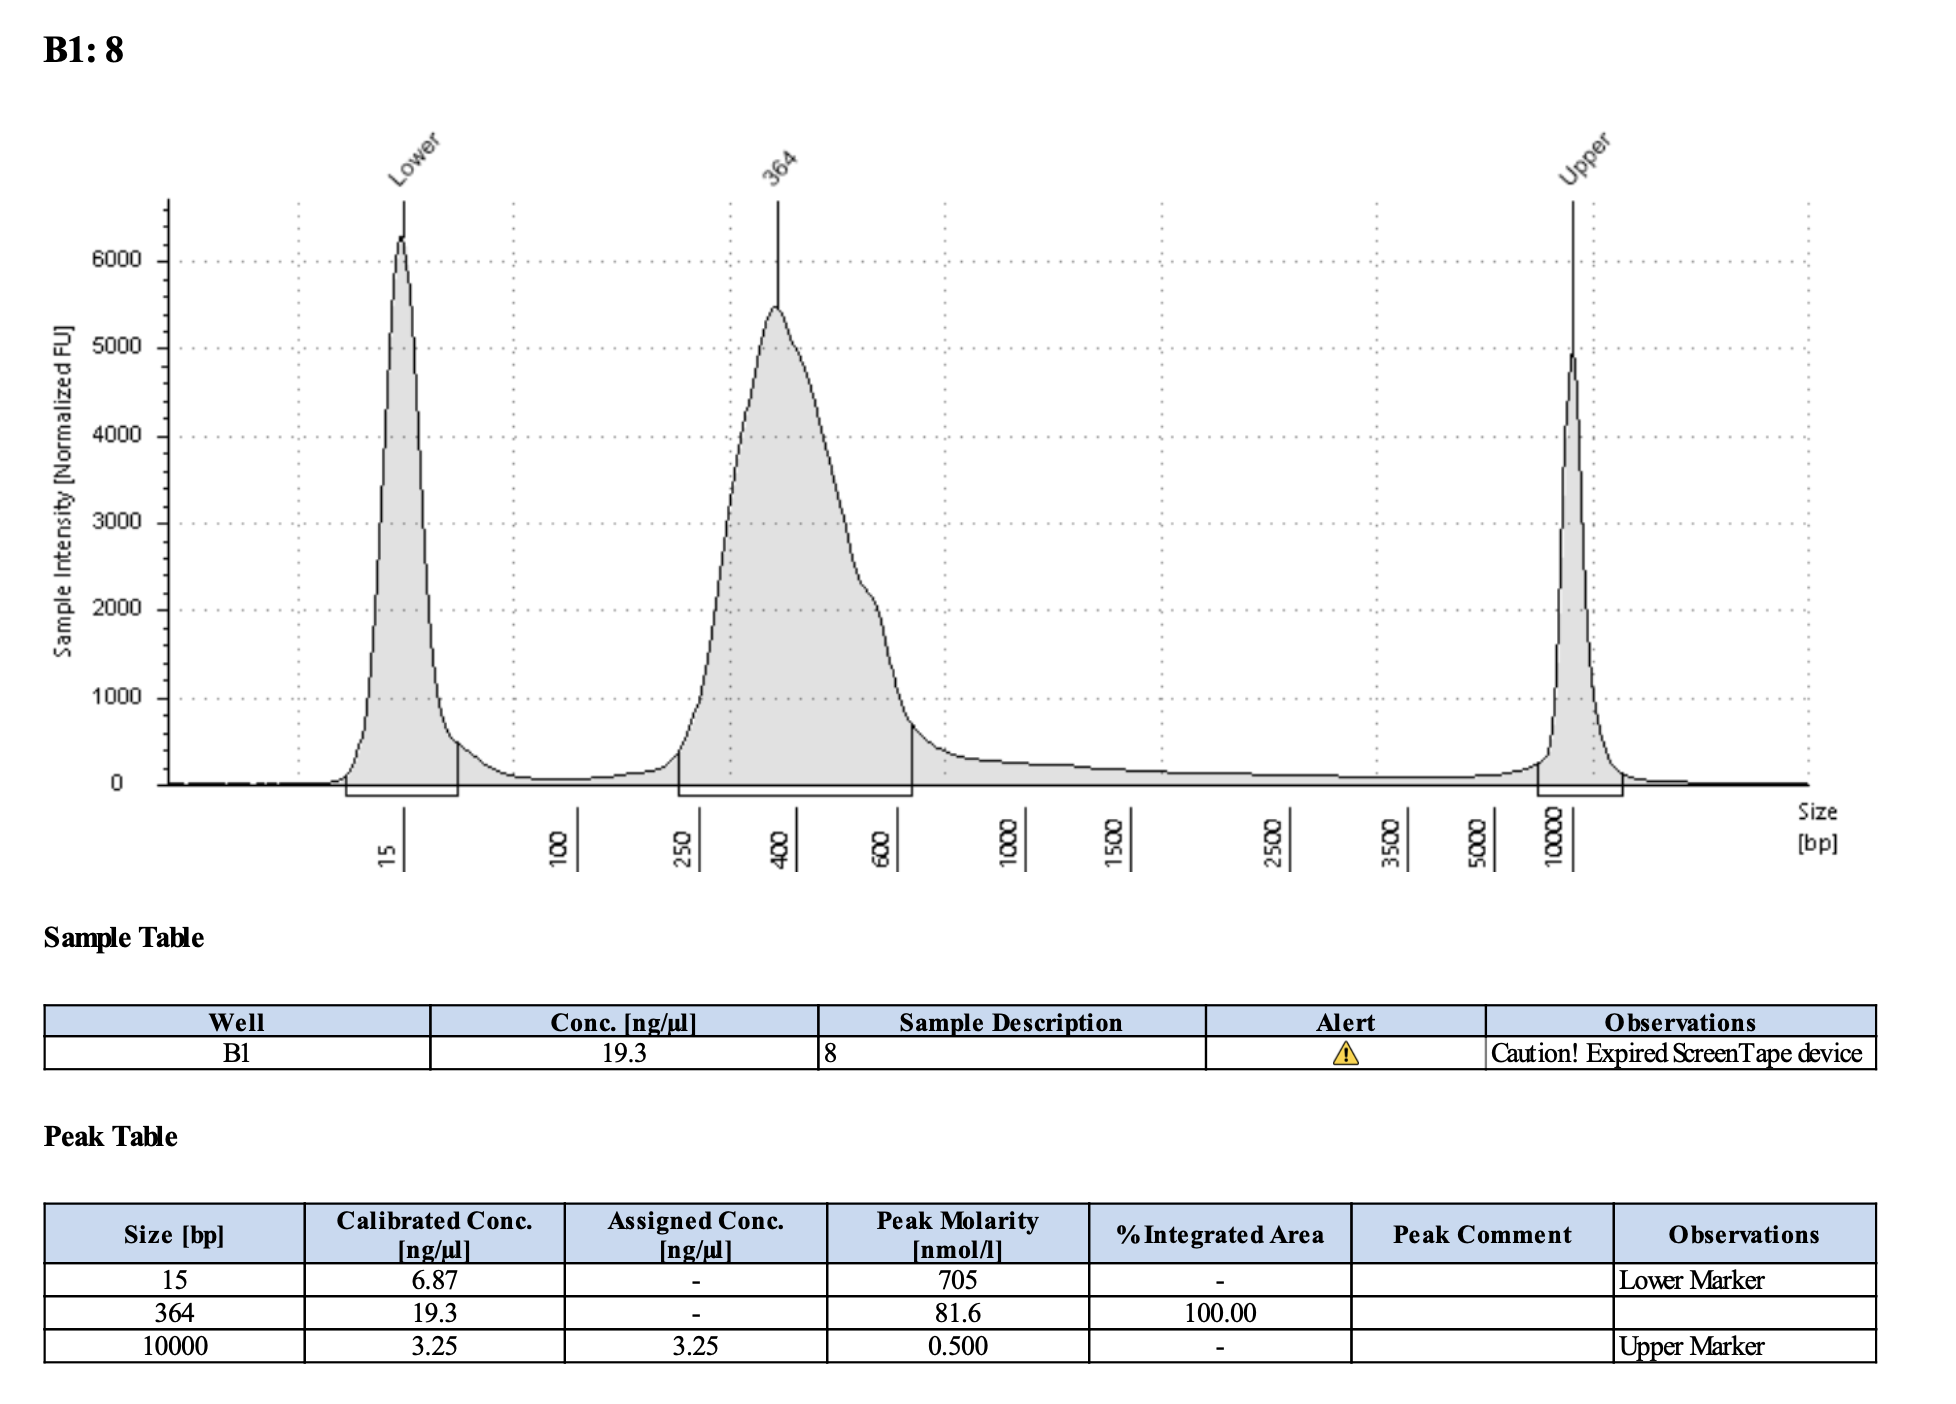 B1: 8
Lower
364
Upper
Sample Intensity [Normalized FU]
6000
5000
4000
3000
2000
1000
0
15
100
250
400
600
1000
1500
2500
3500
5000
10000
Size
[bp]
Sample Table
Well Conc. [ng/µl] Sample Description Alert Observations
B1 19.3 8 Caution! Expired ScreenTape device
Peak Table
Size [bp] Calibrated Conc. [ng/µl] Assigned Conc. [ng/µl] Peak Molarity [nmol/l] % Integrated Area Peak Comment Observations
15 6.87 - 705 - Lower Marker
364 19.3 - 81.6 100.00
10000 3.25 3.25 0.500 - Upper Marker